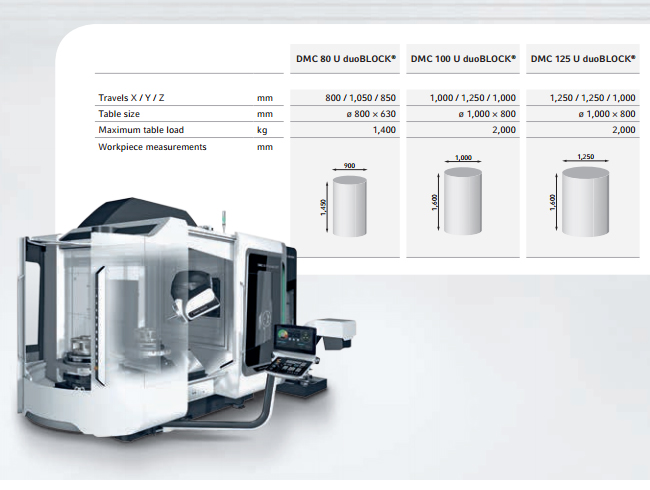 DMC 80 U duoBLOCK® DMC 100 U duoBLOCK® DMC 125 U duoBLOCK®
Travels X / Y / Z mm 800 / 1,050 / 850 1,000 / 1,250 / 1,000 1,250 / 1,250 / 1,000
Table size mm ø 800 × 630 ø 1,000 × 800 ø 1,000 × 800
Maximum table load kg 1,400 2,000 2,000
Workpiece measurements mm
900 1,000 1,250
1,450 1,600 1,600